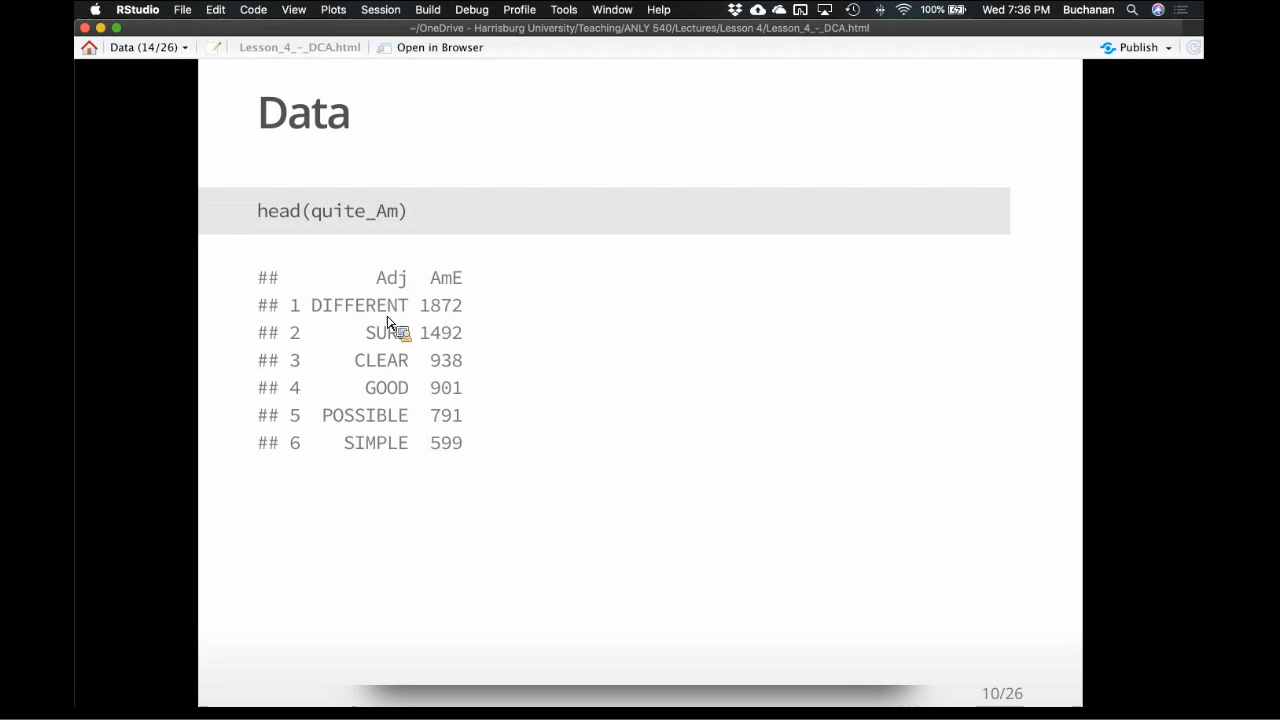 RStudio File Edit Code View Plots Session Build Debug Profile Tools Window Help 100% Wed 7:36 PM Buchanan
~/OneDrive - Harrisburg University/Teaching/ANLY 540/Lectures/Lesson 4/Lesson_4_-_DCA.html
Data (14/26) Lesson_4_-_DCA.html Open in Browser Publish
Data
head(quite_Am)
## Adj AmE
## 1 DIFFERENT 1872
## 2 1492
## 3 CLEAR 938
## 4 GOOD 901
## 5 POSSIBLE 791
## 6 SIMPLE 599
10/26